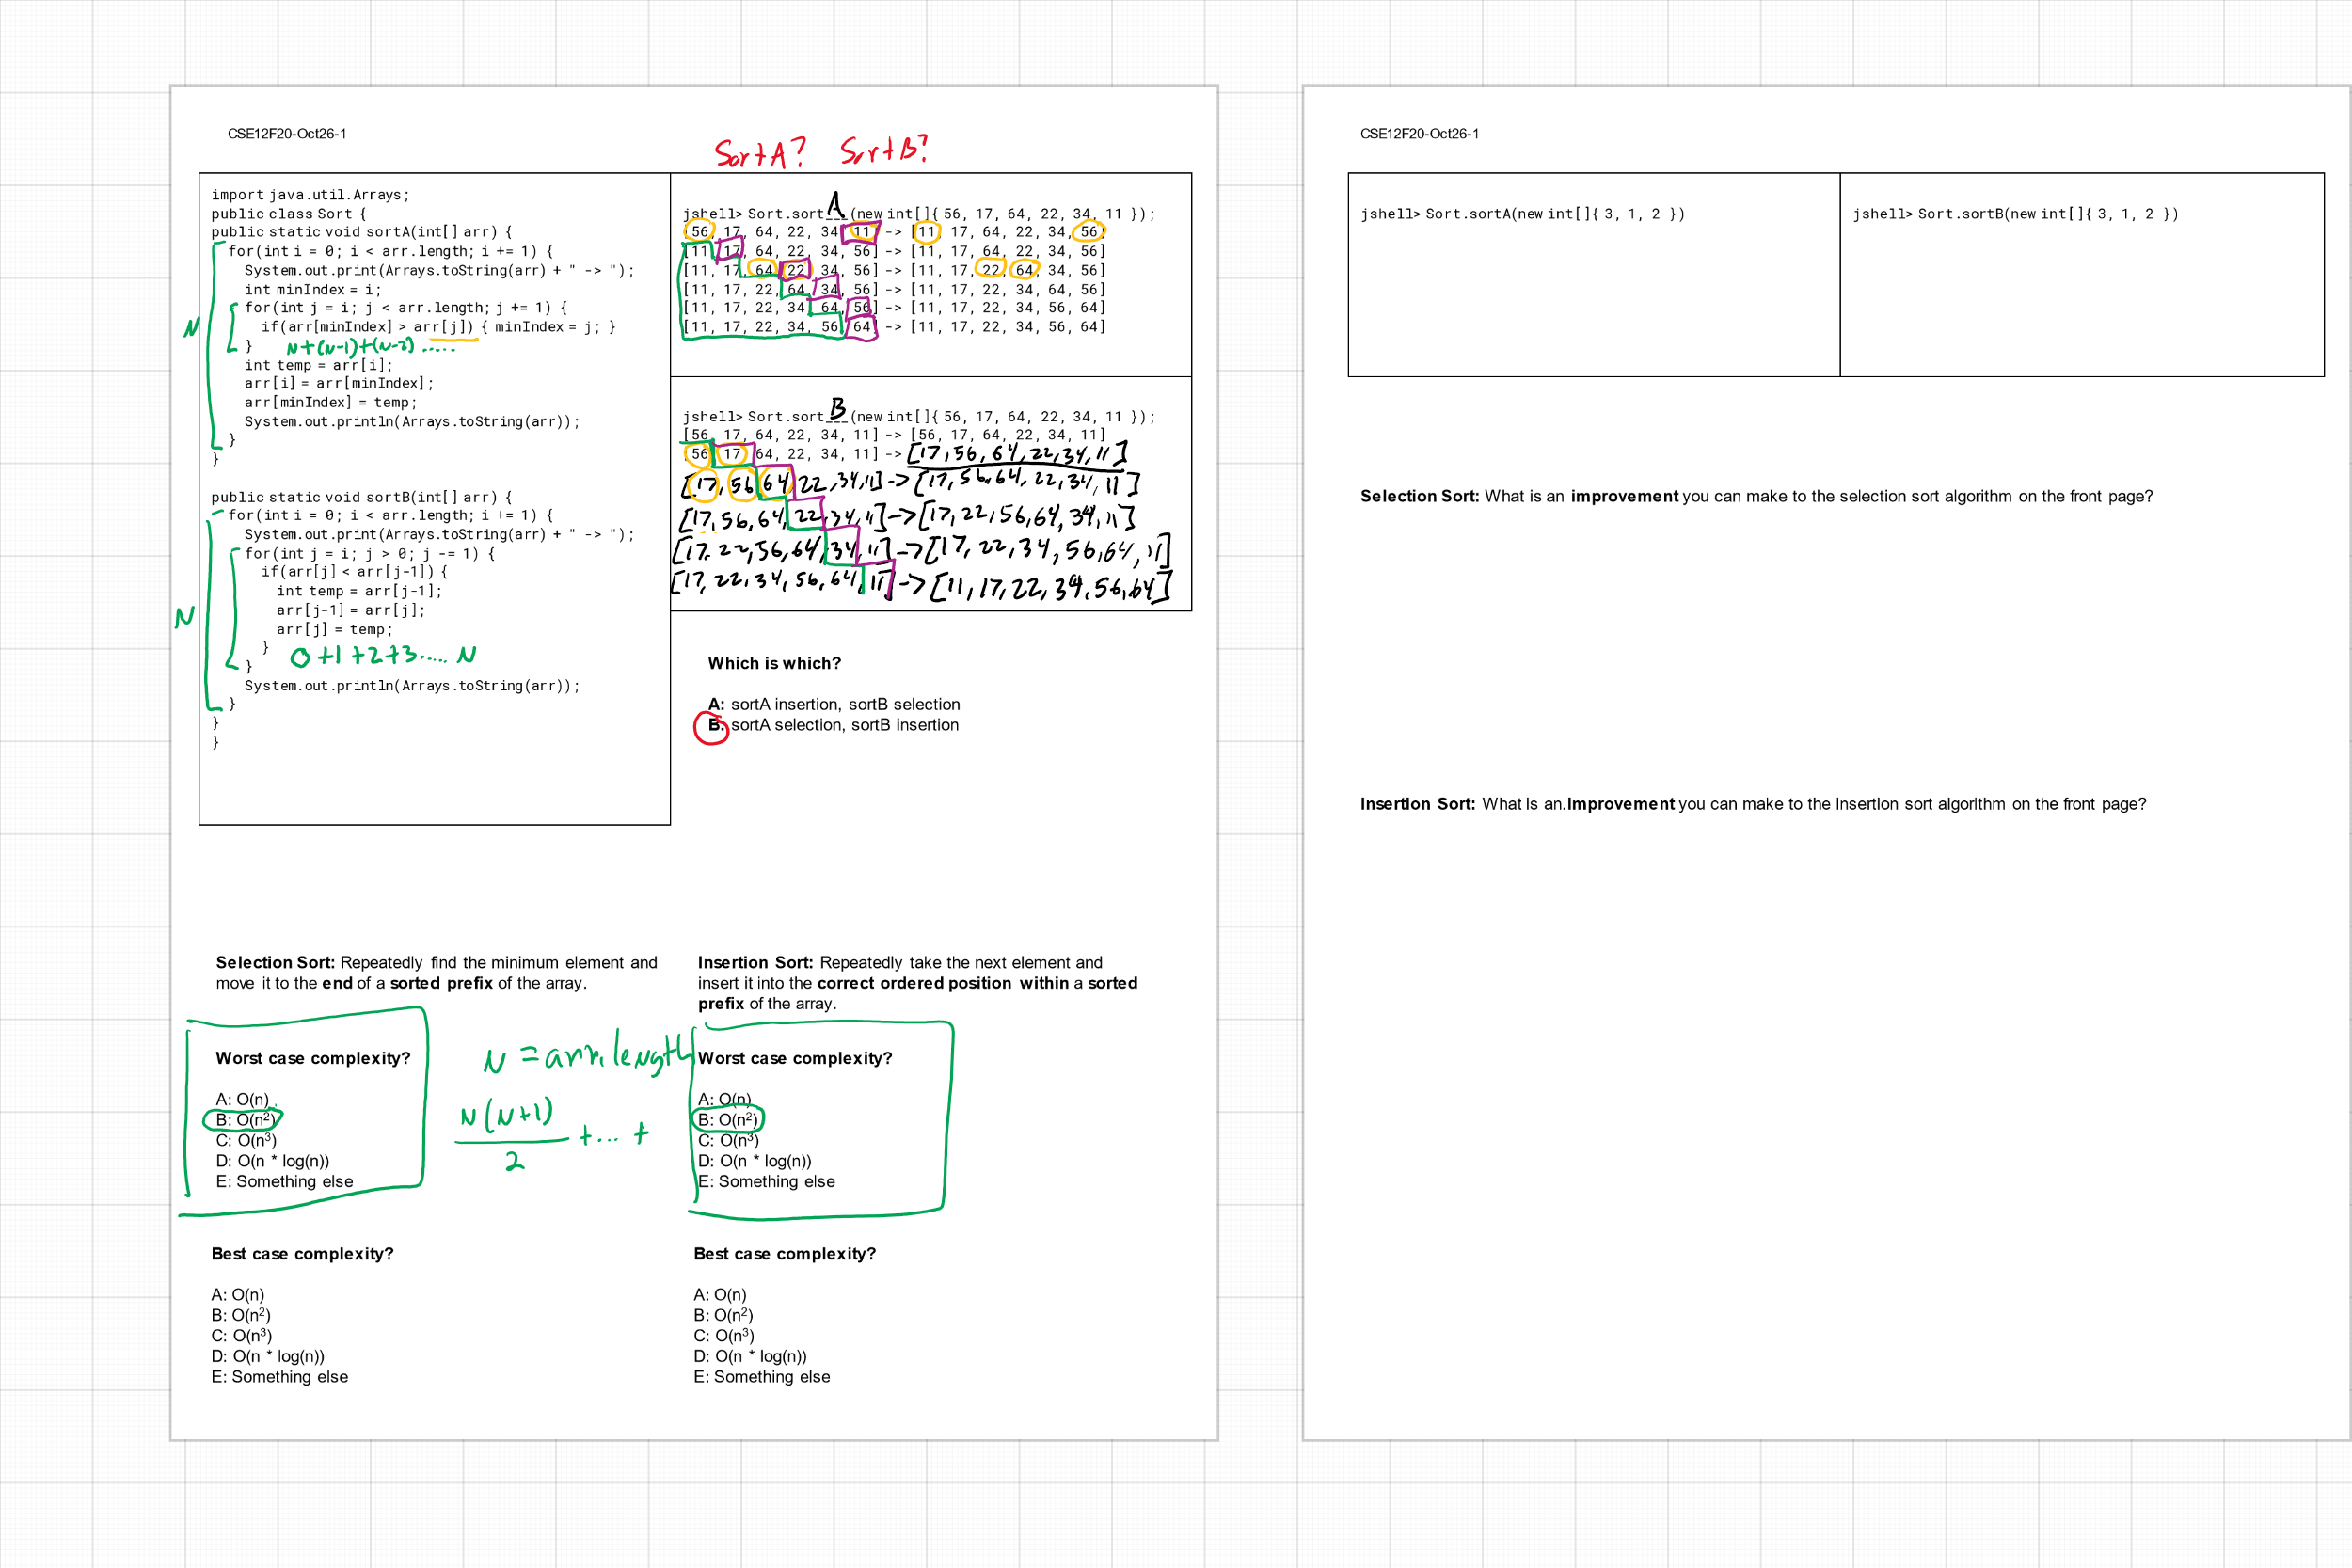 CSE12F20-Oct26-1
SortA? SortB?
import java.util.Arrays;
public class Sort {
public static void sortA(int[] arr) {
for(int i = 0; i < arr.length; i += 1) {
System.out.print(Arrays.toString(arr) + " -> ");
int minIndex = i;
for(int j = i; j < arr.length; j += 1) {
if(arr[minIndex] > arr[j]) { minIndex = j; }
} N+(N-1)+(N-2) .....
N
int temp = arr[i];
arr[i] = arr[minIndex];
arr[minIndex] = temp;
System.out.println(Arrays.toString(arr));
}
}
public static void sortB(int[] arr) {
for(int i = 0; i < arr.length; i += 1) {
System.out.print(Arrays.toString(arr) + " -> ");
for(int j = i; j > 0; j -= 1) {
if(arr[j] < arr[j-1]) {
int temp = arr[j-1];
arr[j-1] = arr[j];
N
arr[j] = temp;
}
} 0+1+2+3..... N
System.out.println(Arrays.toString(arr));
}
}
}
jshell> Sort.sort A (new int[]{ 56, 17, 64, 22, 34, 11 });
[56, 17, 64, 22, 34, 11] -> [11, 17, 64, 22, 34, 56]
[11, 17, 64, 22, 34, 56] -> [11, 17, 64, 22, 34, 56]
[11, 17, 64, 22, 34, 56] -> [11, 17, 22, 64, 34, 56]
[11, 17, 22, 64, 34, 56] -> [11, 17, 22, 34, 64, 56]
[11, 17, 22, 34, 64, 56] -> [11, 17, 22, 34, 56, 64]
[11, 17, 22, 34, 56, 64] -> [11, 17, 22, 34, 56, 64]
jshell> Sort.sort B (new int[]{ 56, 17, 64, 22, 34, 11 });
[56, 17, 64, 22, 34, 11] -> [56, 17, 64, 22, 34, 11]
[56, 17, 64, 22, 34, 11] -> [17, 56, 64, 22, 34, 11]
[17, 56, 64, 22, 34, 11] -> [17, 56, 64, 22, 34, 11]
[17, 56, 64, 22, 34, 11] -> [17, 22, 56, 64, 34, 11]
[17, 22, 56, 64, 34, 11] -> [17, 22, 34, 56, 64, 11]
[17, 22, 34, 56, 64, 11] -> [11, 17, 22, 34, 56, 64]
Which is which?
A: sortA insertion, sortB selection
B: sortA selection, sortB insertion
Selection Sort: Repeatedly find the minimum element and
move it to the end of a sorted prefix of the array.
Worst case complexity?
A: O(n)
B: O(n²)
C: O(n³)
D: O(n * log(n))
E: Something else
N = arr.length
N(N+1)
2
+...+
Best case complexity?
A: O(n)
B: O(n²)
C: O(n³)
D: O(n * log(n))
E: Something else
Insertion Sort: Repeatedly take the next element and
insert it into the correct ordered position within a sorted
prefix of the array.
Worst case complexity?
A: O(n)
B: O(n²)
C: O(n³)
D: O(n * log(n))
E: Something else
Best case complexity?
A: O(n)
B: O(n²)
C: O(n³)
D: O(n * log(n))
E: Something else
CSE12F20-Oct26-1
jshell> Sort.sortA(new int[]{ 3, 1, 2 })
jshell> Sort.sortB(new int[]{ 3, 1, 2 })
Selection Sort: What is an improvement you can make to the selection sort algorithm on the front page?
Insertion Sort: What is an.improvement you can make to the insertion sort algorithm on the front page?